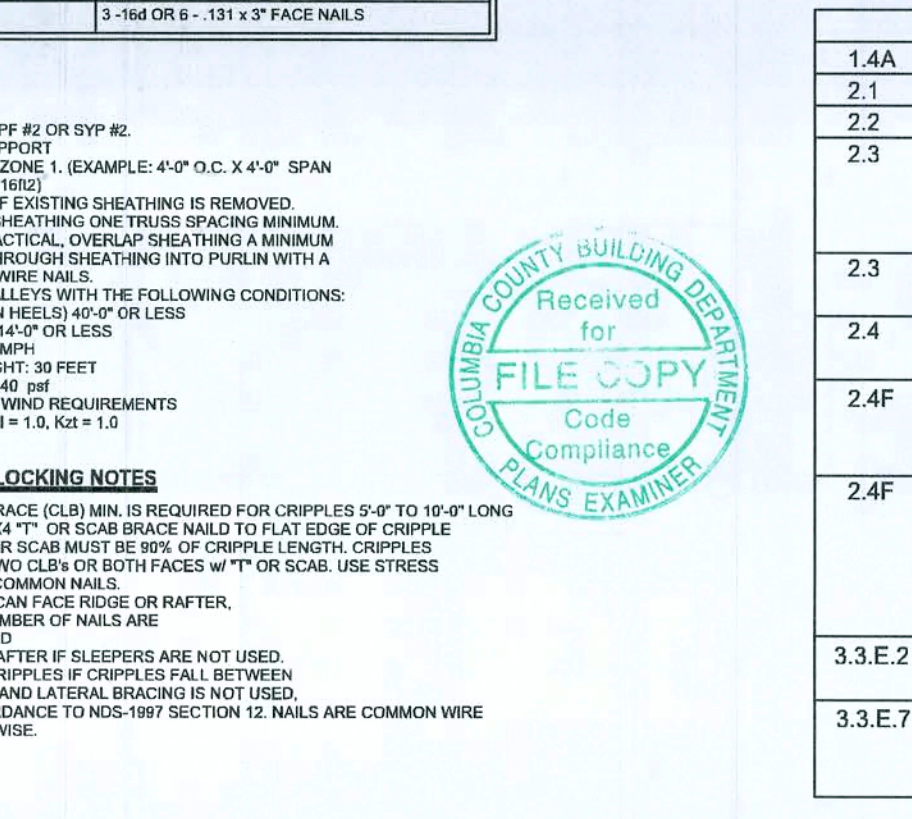 3 -16d OR 6 - .131 x 3" FACE NAILS
PF #2 OR SYP #2.
PPORT
ZONE 1. (EXAMPLE: 4'-0" O.C. X 4'-0" SPAN
16ft2)
F EXISTING SHEATHING IS REMOVED.
SHEATHING ONE TRUSS SPACING MINIMUM.
ACTICAL, OVERLAP SHEATHING A MINIMUM
HROUGH SHEATHING INTO PURLIN WITH A
WIRE NAILS.
LLEYS WITH THE FOLLOWING CONDITIONS:
N HEELS) 40'-0" OR LESS
14'-0" OR LESS
MPH
GHT: 30 FEET
40 psf
WIND REQUIREMENTS
I = 1.0, Kzt = 1.0
LOCKING NOTES
RACE (CLB) MIN. IS REQUIRED FOR CRIPPLES 5'-0" TO 10'-0" LONG
X4 "T" OR SCAB BRACE NAILD TO FLAT EDGE OF CRIPPLE
R SCAB MUST BE 90% OF CRIPPLE LENGTH. CRIPPLES
WO CLB's OR BOTH FACES w/ "T" OR SCAB. USE STRESS
COMMON NAILS.
CAN FACE RIDGE OR RAFTER,
MBER OF NAILS ARE
D
AFTER IF SLEEPERS ARE NOT USED.
RIPPLES IF CRIPPLES FALL BETWEEN
AND LATERAL BRACING IS NOT USED,
RDANCE TO NDS-1997 SECTION 12. NAILS ARE COMMON WIRE
WISE.
COLUMBIA COUNTY BUILDING DEPARTMENT
Received
for
FILE COPY
Code
Compliance
PLANS EXAMINER
1.4A
2.1
2.2
2.3
2.3
2.4
2.4F
2.4F
3.3.E.2
3.3.E.7